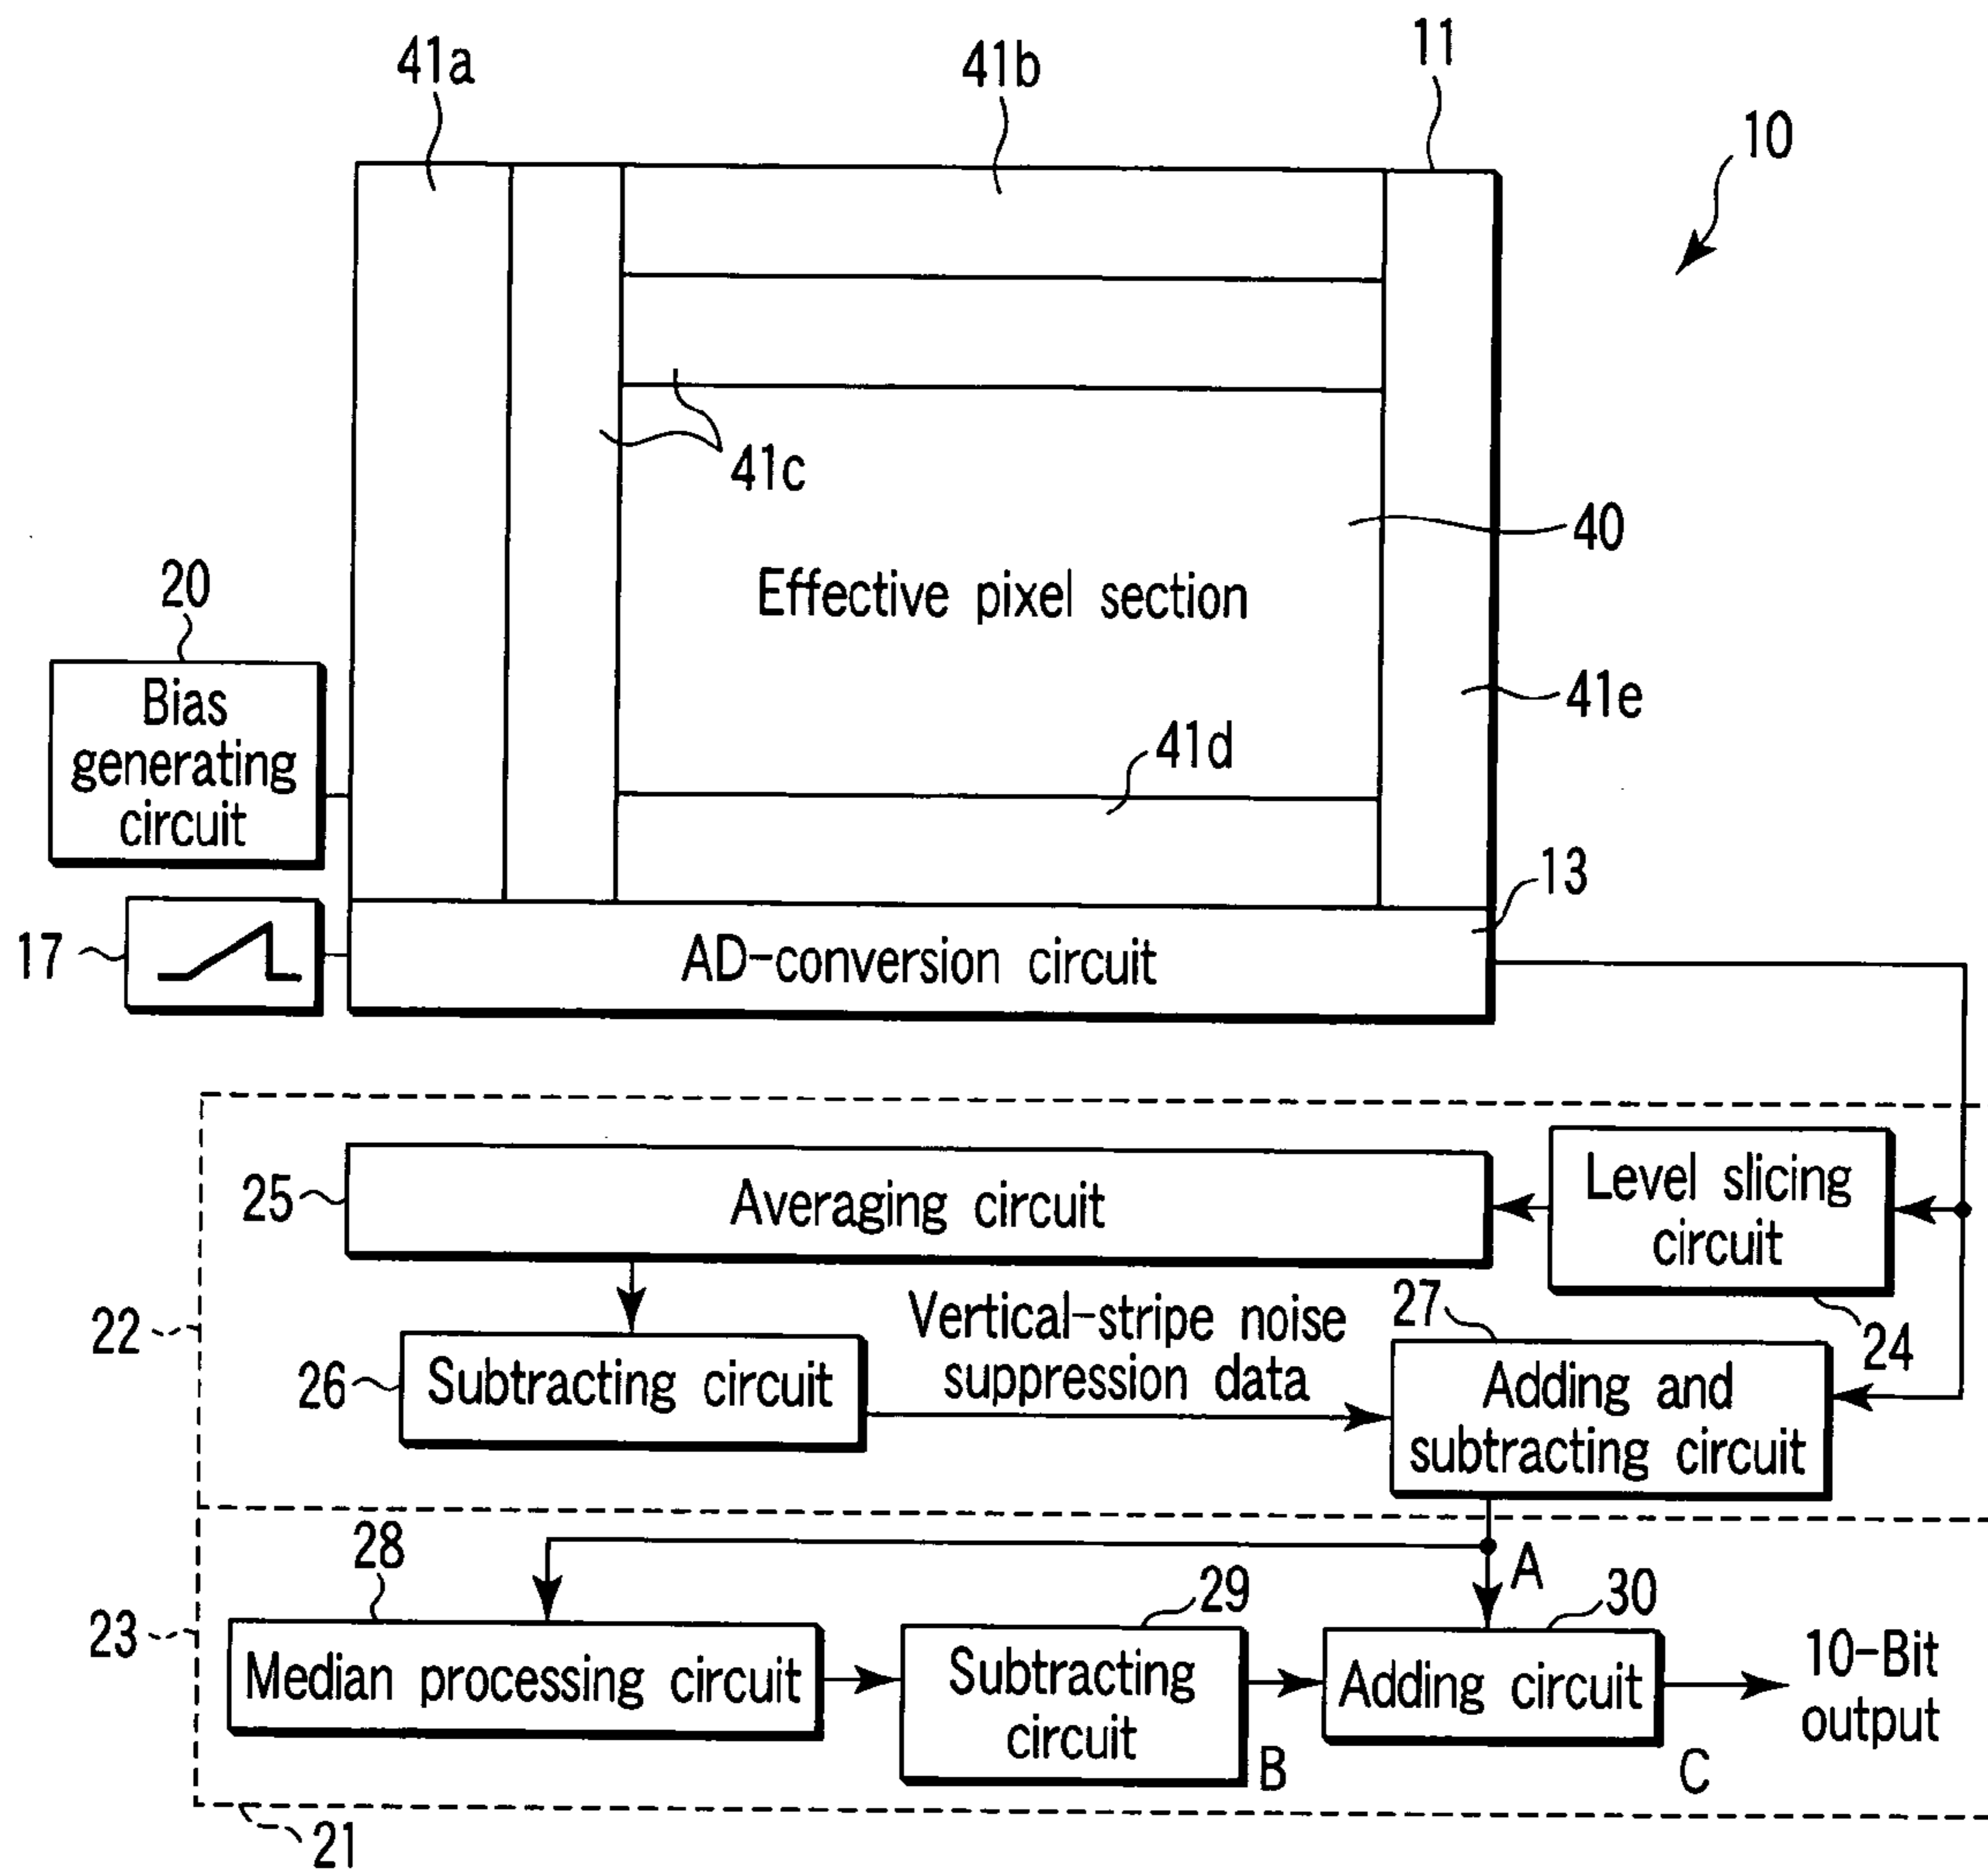 11
41a
41b
10
41c
40
Effective pixel section
20
Bias
generating
circuit
41e
41d
13
17
AD-conversion circuit
25
Averaging circuit
Level slicing
circuit
24
22
Vertical-stripe noise
suppression data
27
26
Subtracting circuit
Adding and
subtracting circuit
28
A
29
30
23
Median processing circuit
Subtracting
circuit
B
Adding circuit
C
10-Bit
output
21